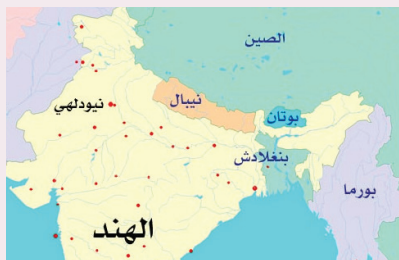 الصين
نيودلهي
نيبال
بوتان
بنغلادش
بورما
الهند